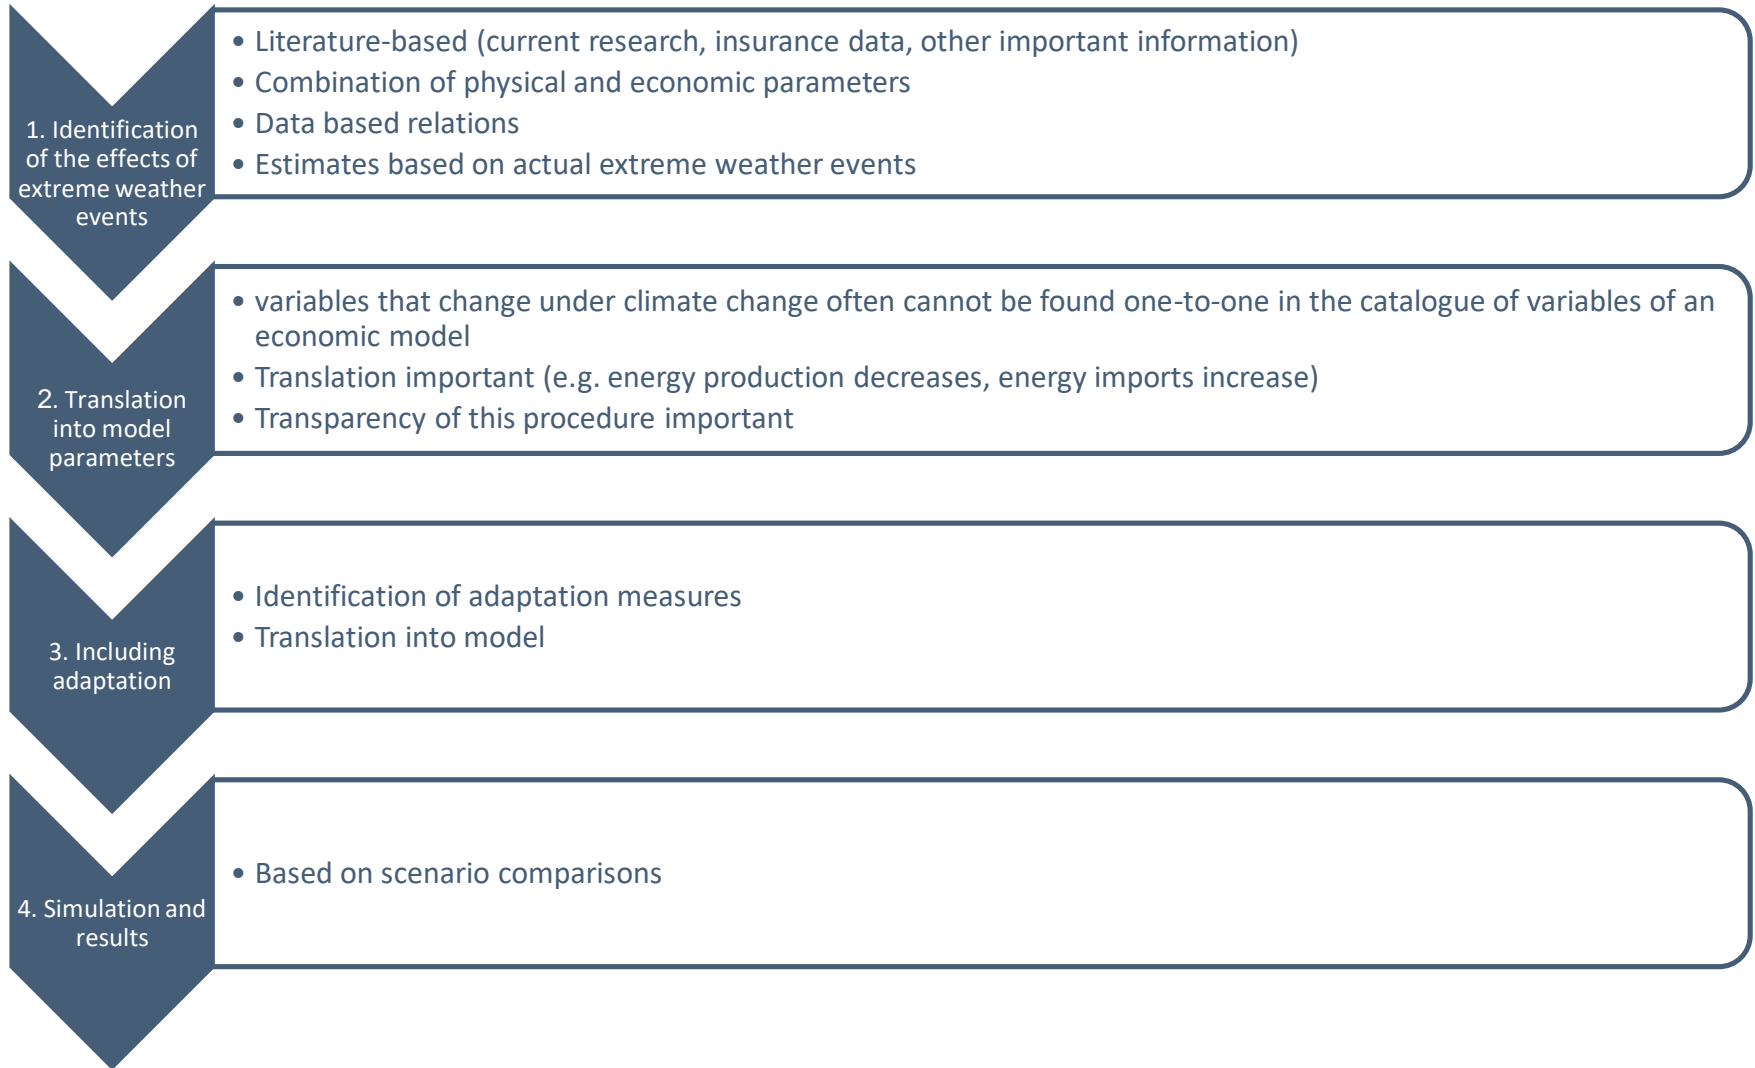 1. Identification
of the effects of
extreme weather
events
• Literature-based (current research, insurance data, other important information)
• Combination of physical and economic parameters
• Data based relations
• Estimates based on actual extreme weather events
2. Translation
into model
parameters
• variables that change under climate change often cannot be found one-to-one in the catalogue of variables of an
economic model
• Translation important (e.g. energy production decreases, energy imports increase)
• Transparency of this procedure important
3. Including
adaptation
• Identification of adaptation measures
• Translation into model
4. Simulation and
results
• Based on scenario comparisons